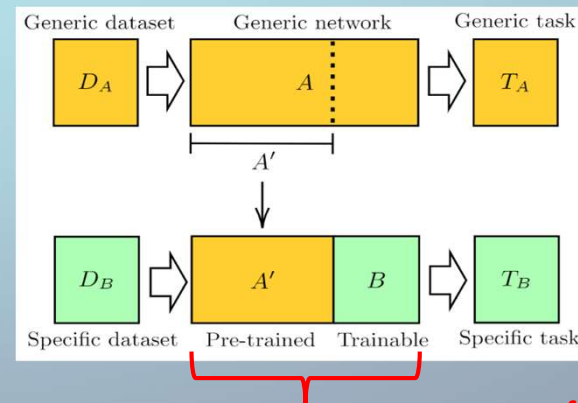 Generic dataset Generic network Generic task
D_A A T_A
A′
D_B A′ B T_B
Specific dataset Pre-trained Trainable Specific task